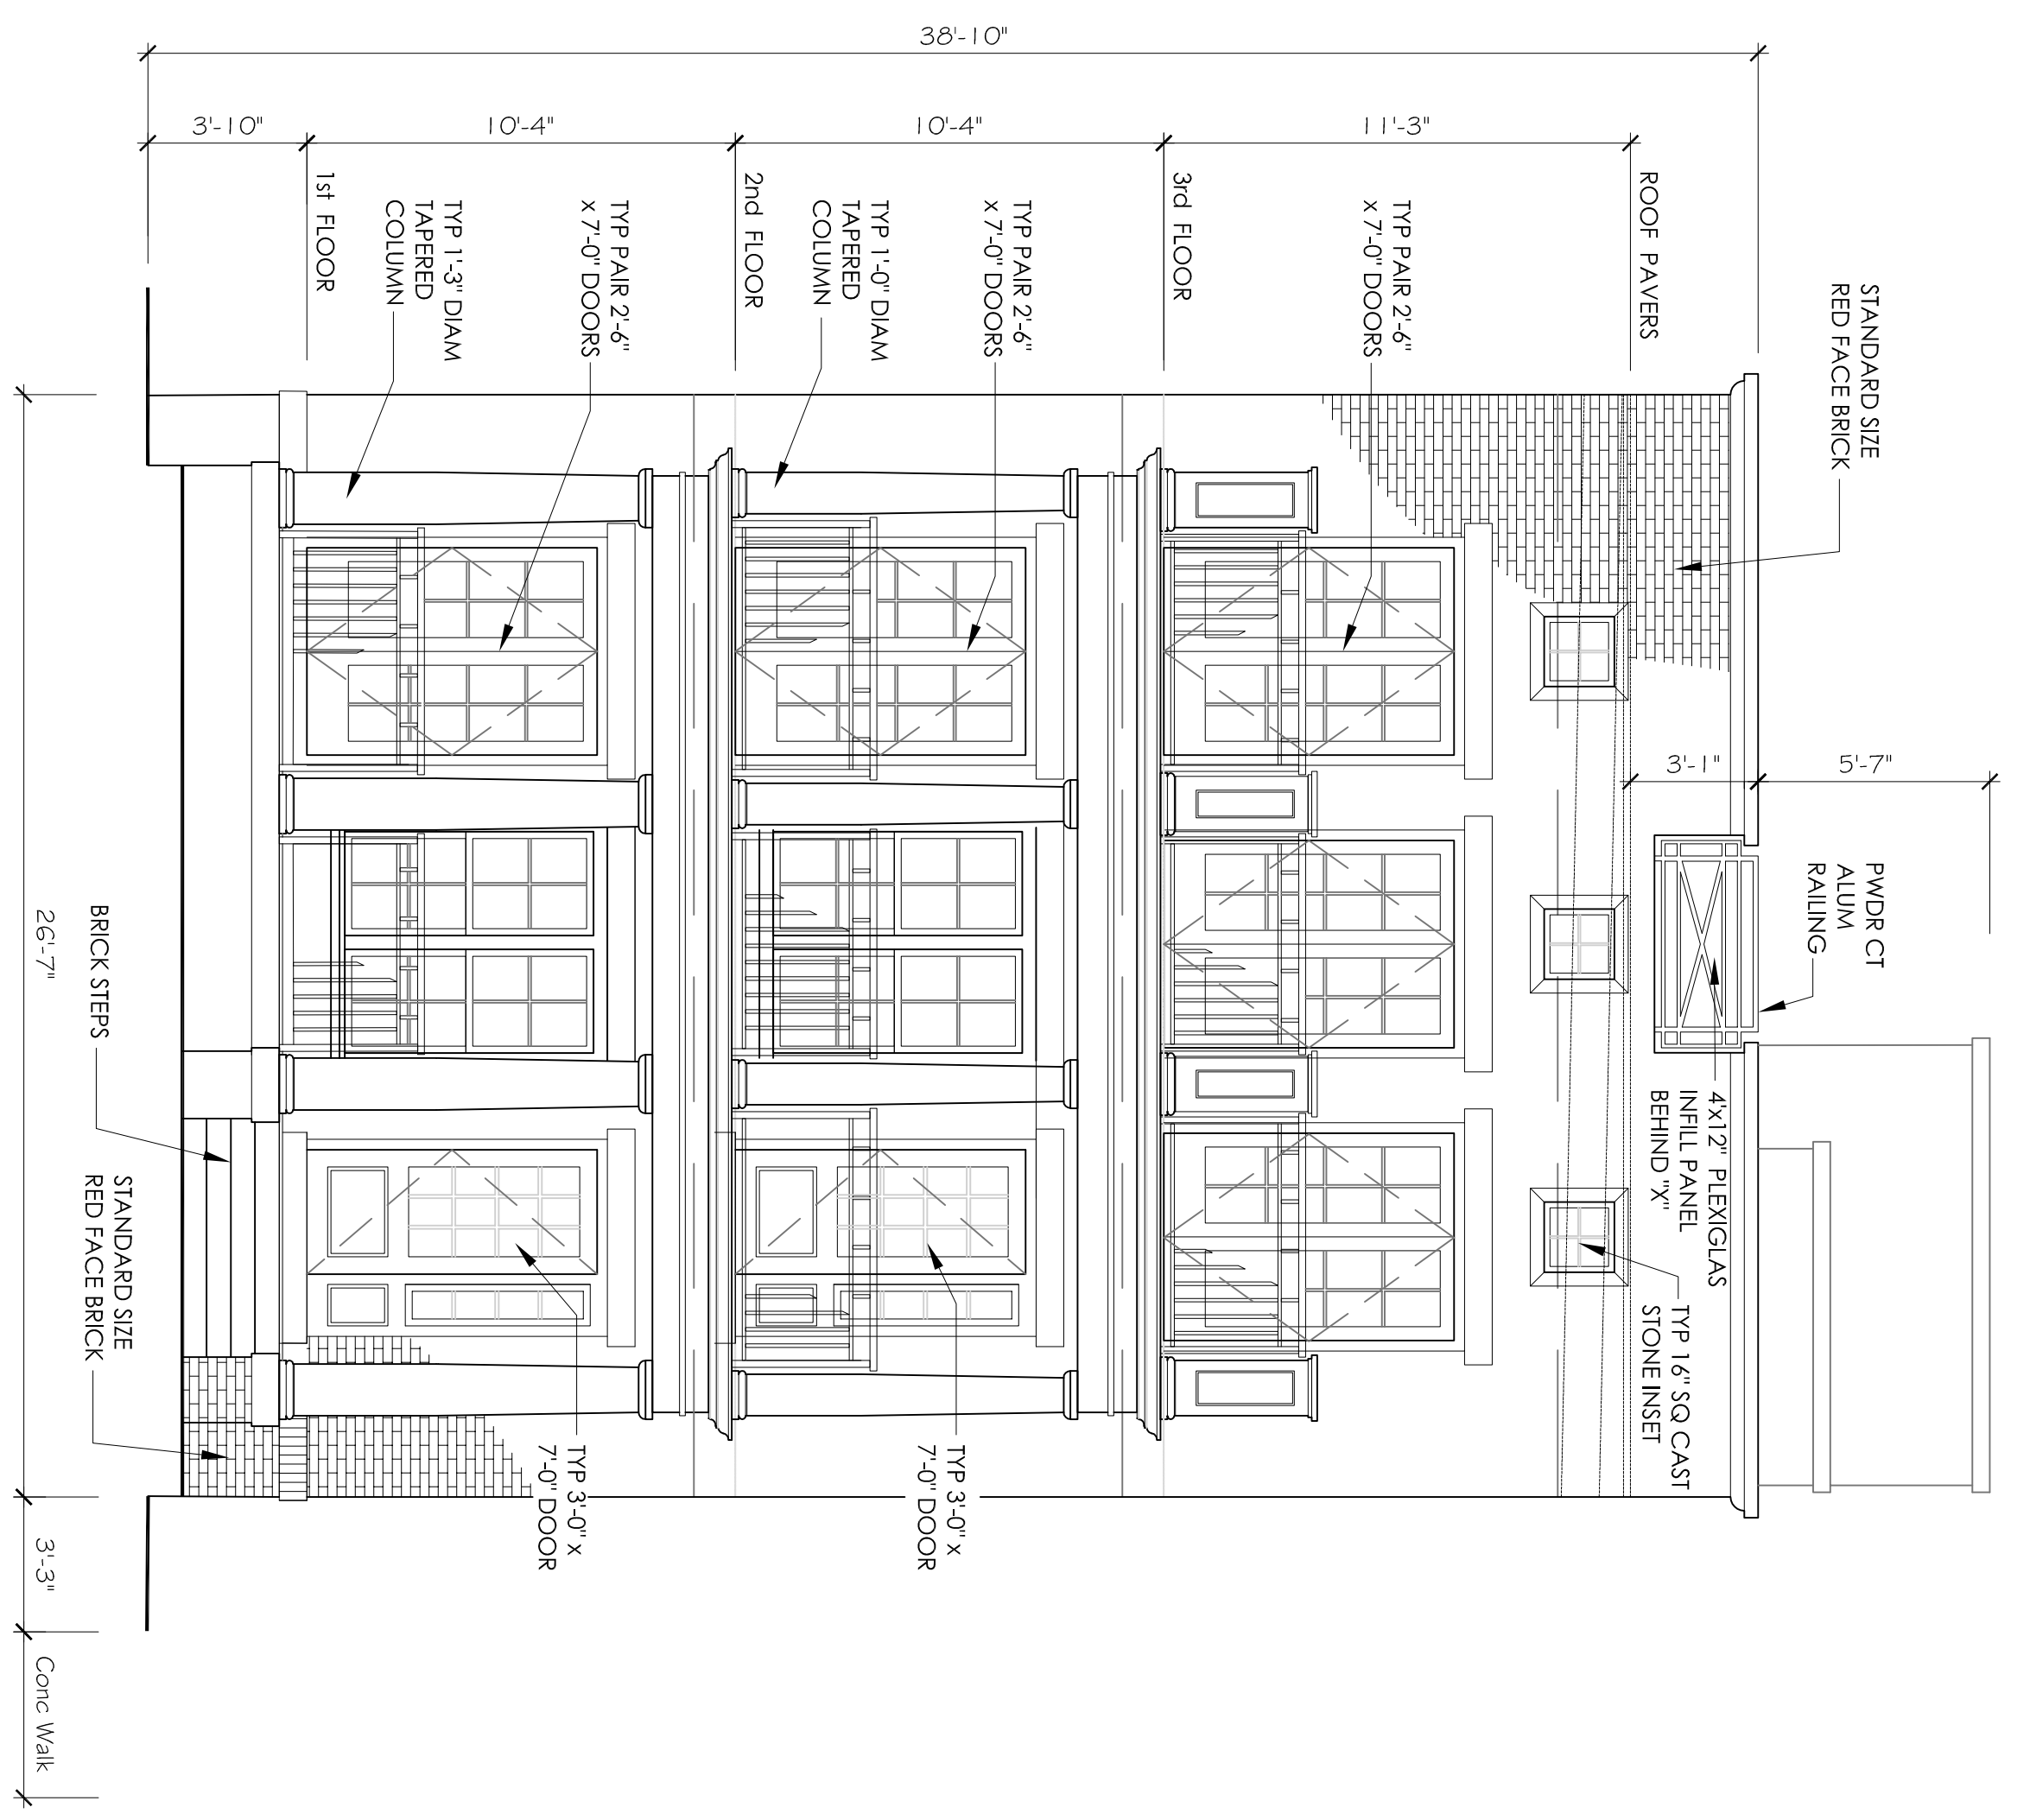 38'-10"
3'-10"
10'-4"
10'-4"
11'-3"
1st FLOOR
2nd FLOOR
3rd FLOOR
ROOF PAVERS
STANDARD SIZE
RED FACE BRICK
TYP PAIR 2'-6"
x 7'-0" DOORS
TYP PAIR 2'-6"
x 7'-0" DOORS
TYP 1'-0" DIAM
TAPERED
COLUMN
TYP PAIR 2'-6"
x 7'-0" DOORS
TYP 1'-3" DIAM
TAPERED
COLUMN
5'-7"
3'-1"
PWDR CT
ALUM
RAILING
4'x12" PLEXIGLAS
INFILL PANEL
BEHIND "X"
TYP 16" SQ CAST
STONE INSET
TYP 3'-0" x
7'-0" DOOR
TYP 3'-0" x
7'-0" DOOR
BRICK STEPS
STANDARD SIZE
RED FACE BRICK
26'-7"
3'-3"
Conc Walk